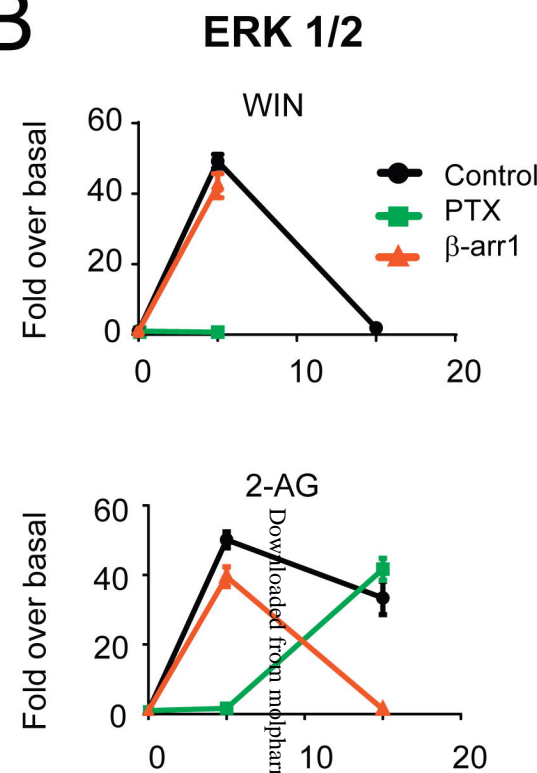 B
ERK 1/2
WIN
Fold over basal
60
40
20
0
0 10 20
Control
PTX
β-arr1
2-AG
Fold over basal
60
40
20
0
0 10 20
Downloaded from